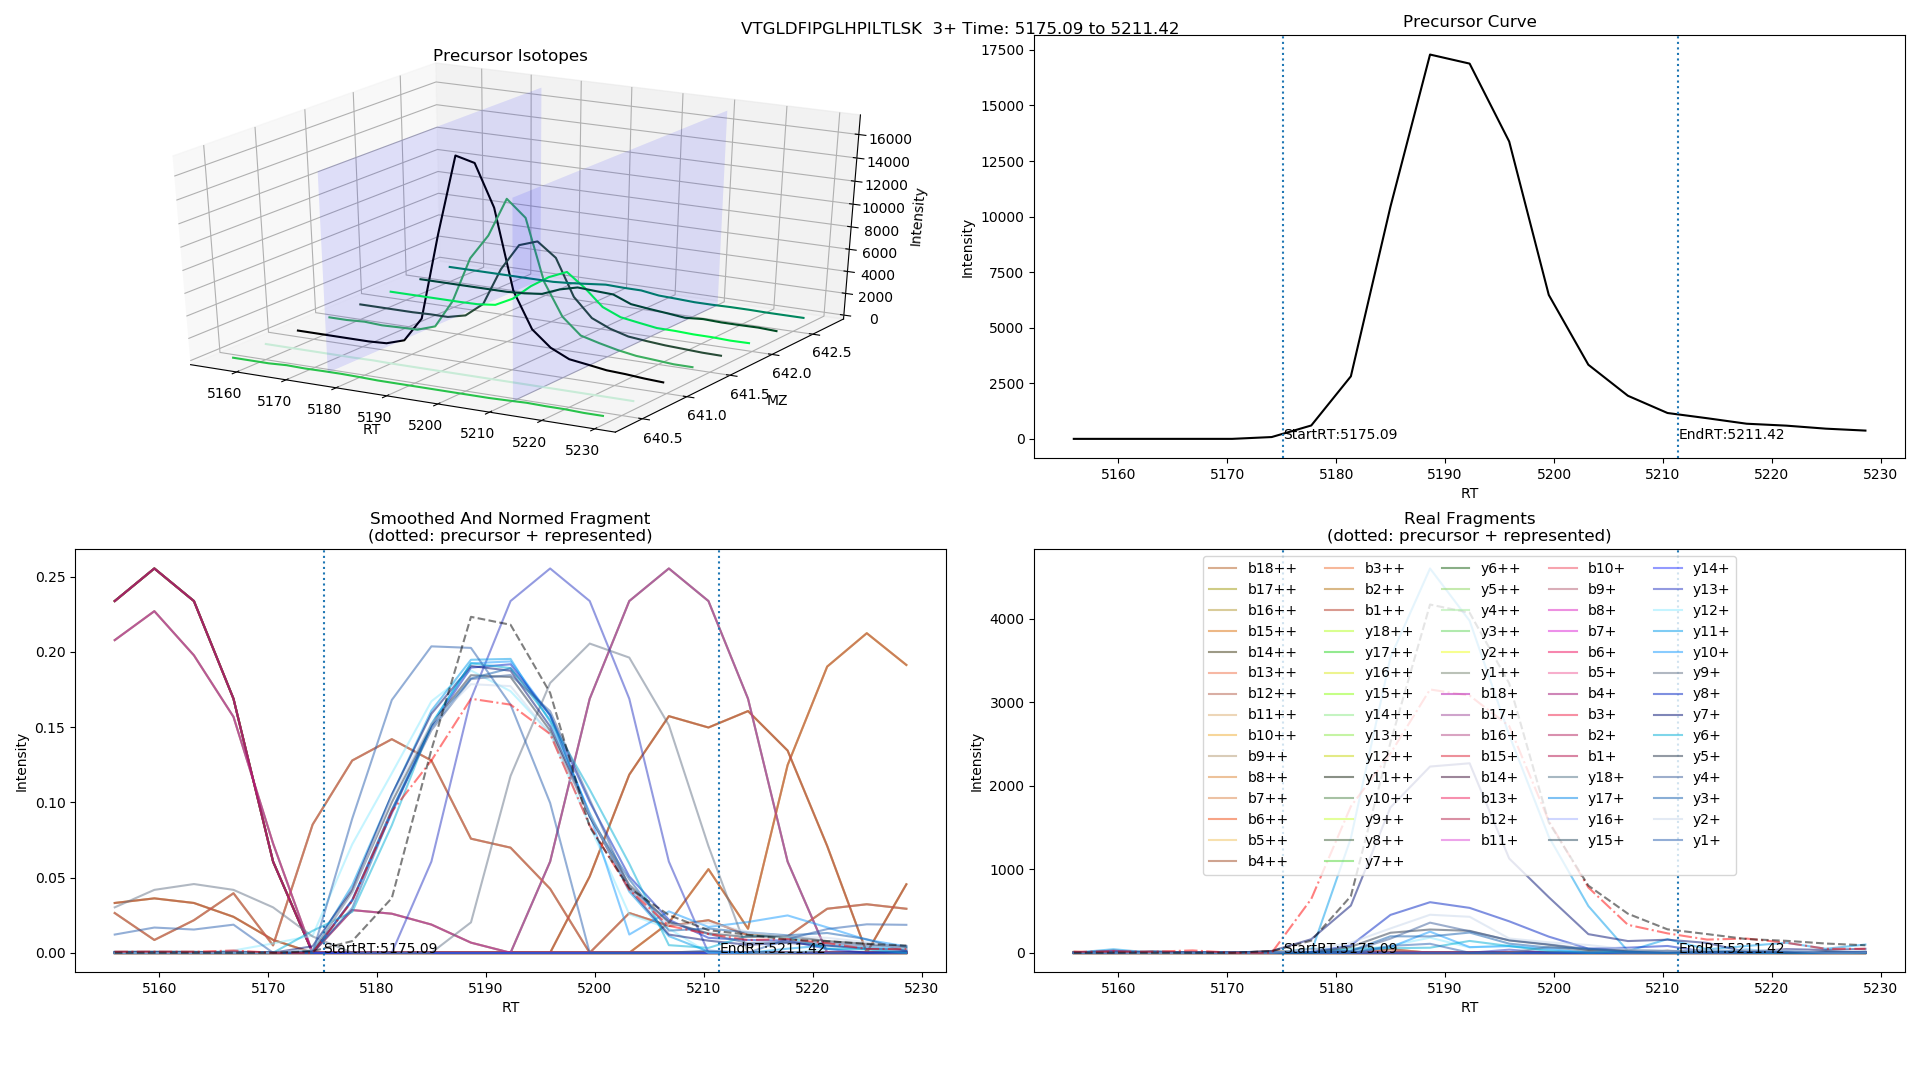 VTGLDFIPGLHPILTLSK  3+ Time: 5175.09 to 5211.42
Precursor Isotopes
16000
14000
12000
10000
8000
6000
4000
2000
0
Intensity
5160
5170
5180
5190
5200
5210
5220
5230
RT
640.5
641.0
641.5
642.0
642.5
MZ
Precursor Curve
17500
15000
12500
10000
7500
5000
2500
0
Intensity
StartRT:5175.09
EndRT:5211.42
5160 5170 5180 5190 5200 5210 5220 5230
RT
Smoothed And Normed Fragment
(dotted: precursor + represented)
0.25
0.20
0.15
0.10
0.05
0.00
Intensity
StartRT:5175.09
EndRT:5211.42
5160 5170 5180 5190 5200 5210 5220 5230
RT
Real Fragments
(dotted: precursor + represented)
4000
3000
2000
1000
0
Intensity
b18++ b3++ y6++ b10+ y14+
b17++ b2++ y5++ b9+ y13+
b16++ b1++ y4++ b8+ y12+
b15++ y18++ y3++ b7+ y11+
b14++ y17++ y2++ b6+ y10+
b13++ y16++ y1++ b5+ y9+
b12++ y15++ b18+ b4+ y8+
b11++ y14++ b17+ b3+ y7+
b10++ y13++ b16+ b2+ y6+
b9++ y12++ b15+ b1+ y5+
b8++ y11++ b14+ y18+ y4+
b7++ y10++ b13+ y17+ y3+
b6++ y9++ b12+ y16+ y2+
b5++ y8++ b11+ y15+ y1+
b4++ y7++
StartRT:5175.09
EndRT:5211.42
5160 5170 5180 5190 5200 5210 5220 5230
RT